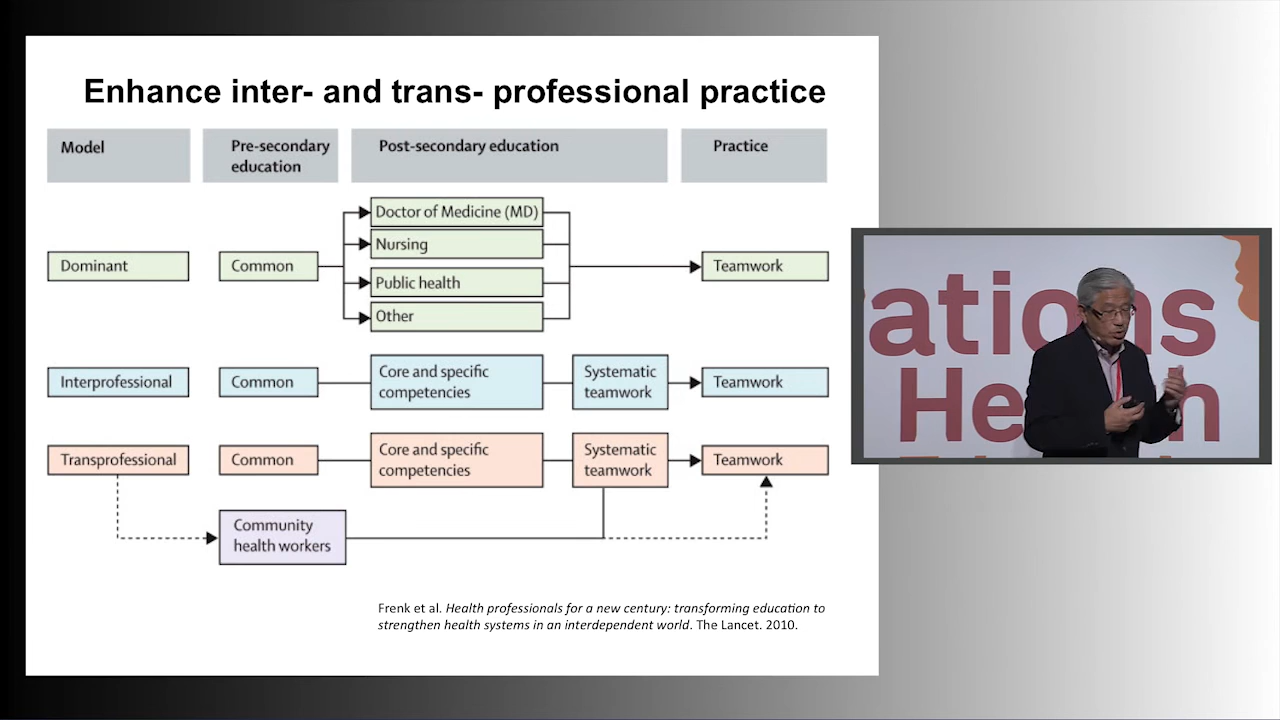 Enhance inter- and trans- professional practice
Model
Pre-secondary
education
Post-secondary education
Practice
Dominant
Common
Doctor of Medicine (MD)
Nursing
Public health
Other
Teamwork
Interprofessional
Common
Core and specific
competencies
Systematic
teamwork
Teamwork
Transprofessional
Common
Core and specific
competencies
Systematic
teamwork
Teamwork
Community
health workers
Frenk et al. Health professionals for a new century: transforming education to
strengthen health systems in an interdependent world. The Lancet. 2010.
ations
He n